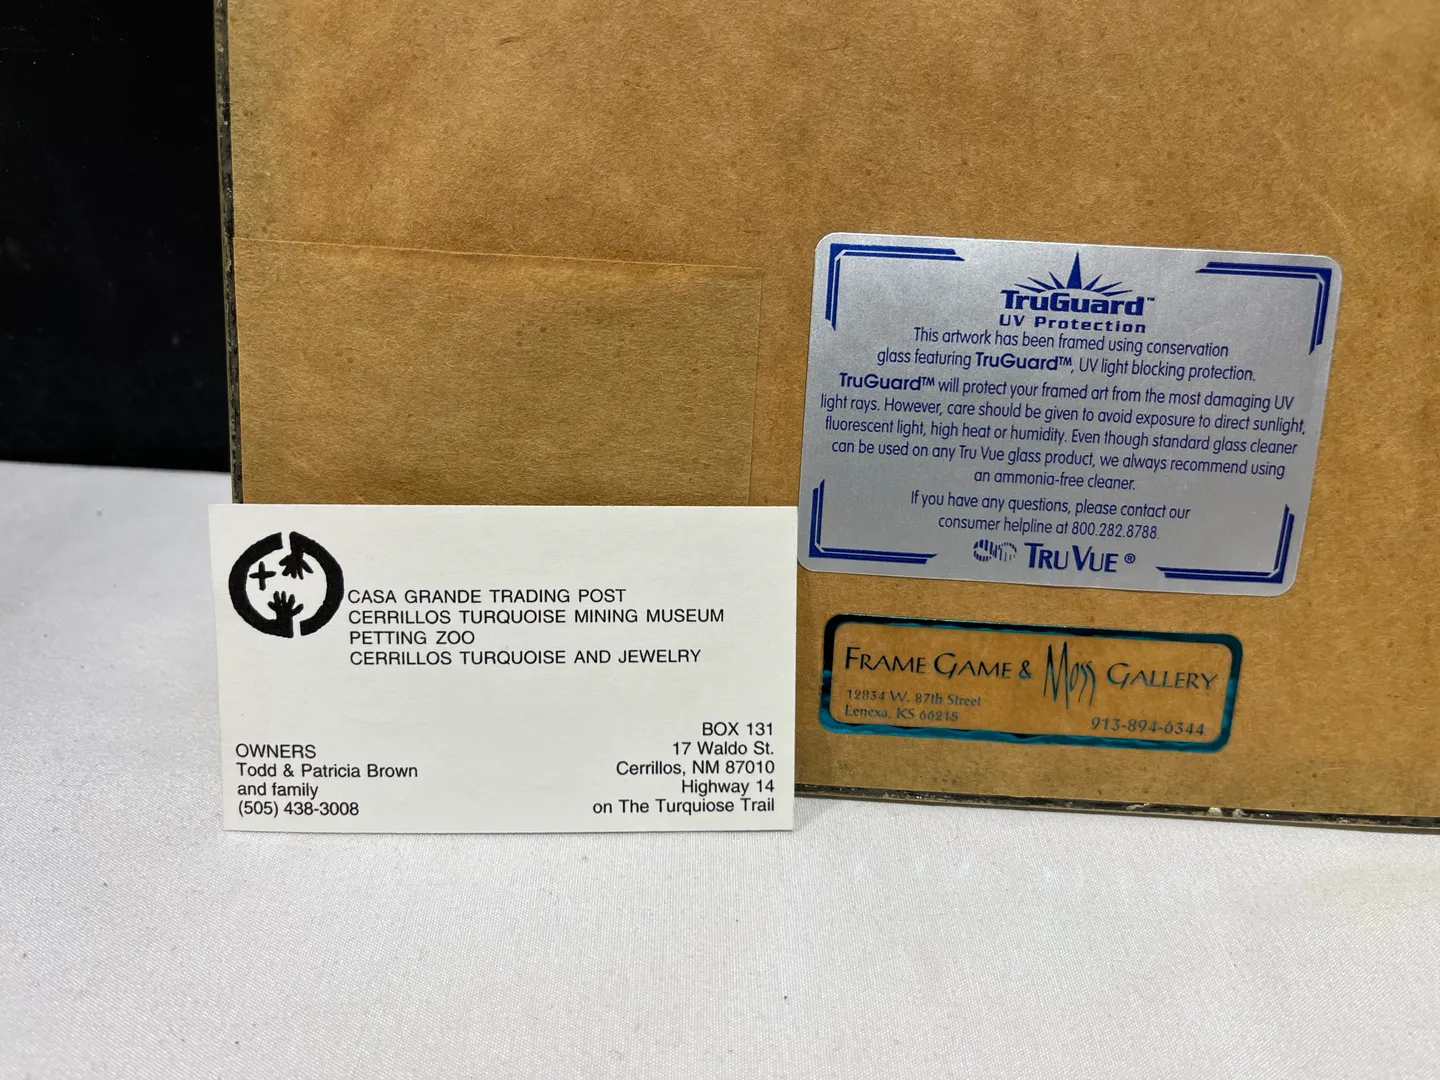 CASA GRANDE TRADING POST
CERRILLOS TURQUOISE MINING MUSEUM
PETTING ZOO
CERRILLOS TURQUOISE AND JEWELRY
OWNERS
Todd & Patricia Brown
and family
(505) 438-3008
BOX 131
17 Waldo St.
Cerrillos, NM 87010
Highway 14
on The Turquiose Trail
TruGuard™
UV Protection
This artwork has been framed using conservation
glass featuring TruGuard™, UV light blocking protection.
TruGuard™ will protect your framed art from the most damaging UV
light rays. However, care should be given to avoid exposure to direct sunlight,
fluorescent light, high heat or humidity. Even though standard glass cleaner
can be used on any Tru Vue glass product, we always recommend using
an ammonia-free cleaner.
If you have any questions, please contact our
consumer helpline at 800.282.8788.
TRU VUE ®
FRAME GAME & Moss GALLERY
12834 W. 87th Street
Lenexa, KS 66215
913-894-6344